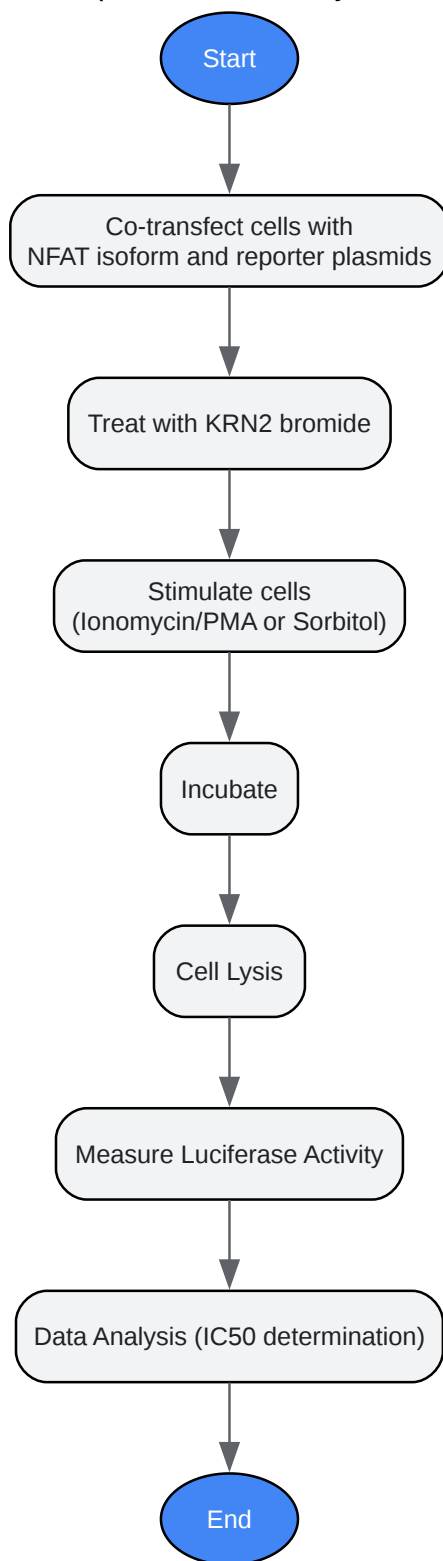 Start
Co-transfect cells with
NFAT isoform and reporter plasmids
Treat with KRN2 bromide
Stimulate cells
(Ionomycin/PMA or Sorbitol)
Incubate
Cell Lysis
Measure Luciferase Activity
Data Analysis (IC50 determination)
End